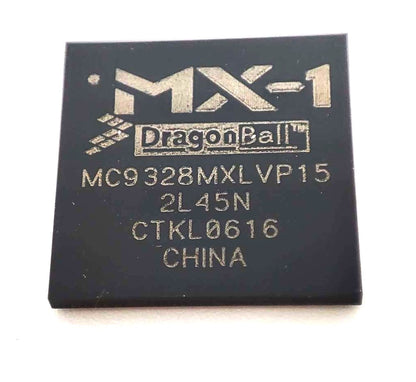 MX-1
DragonBall™
MC9328MXLVP15
2L45N
CTKL0616
CHINA